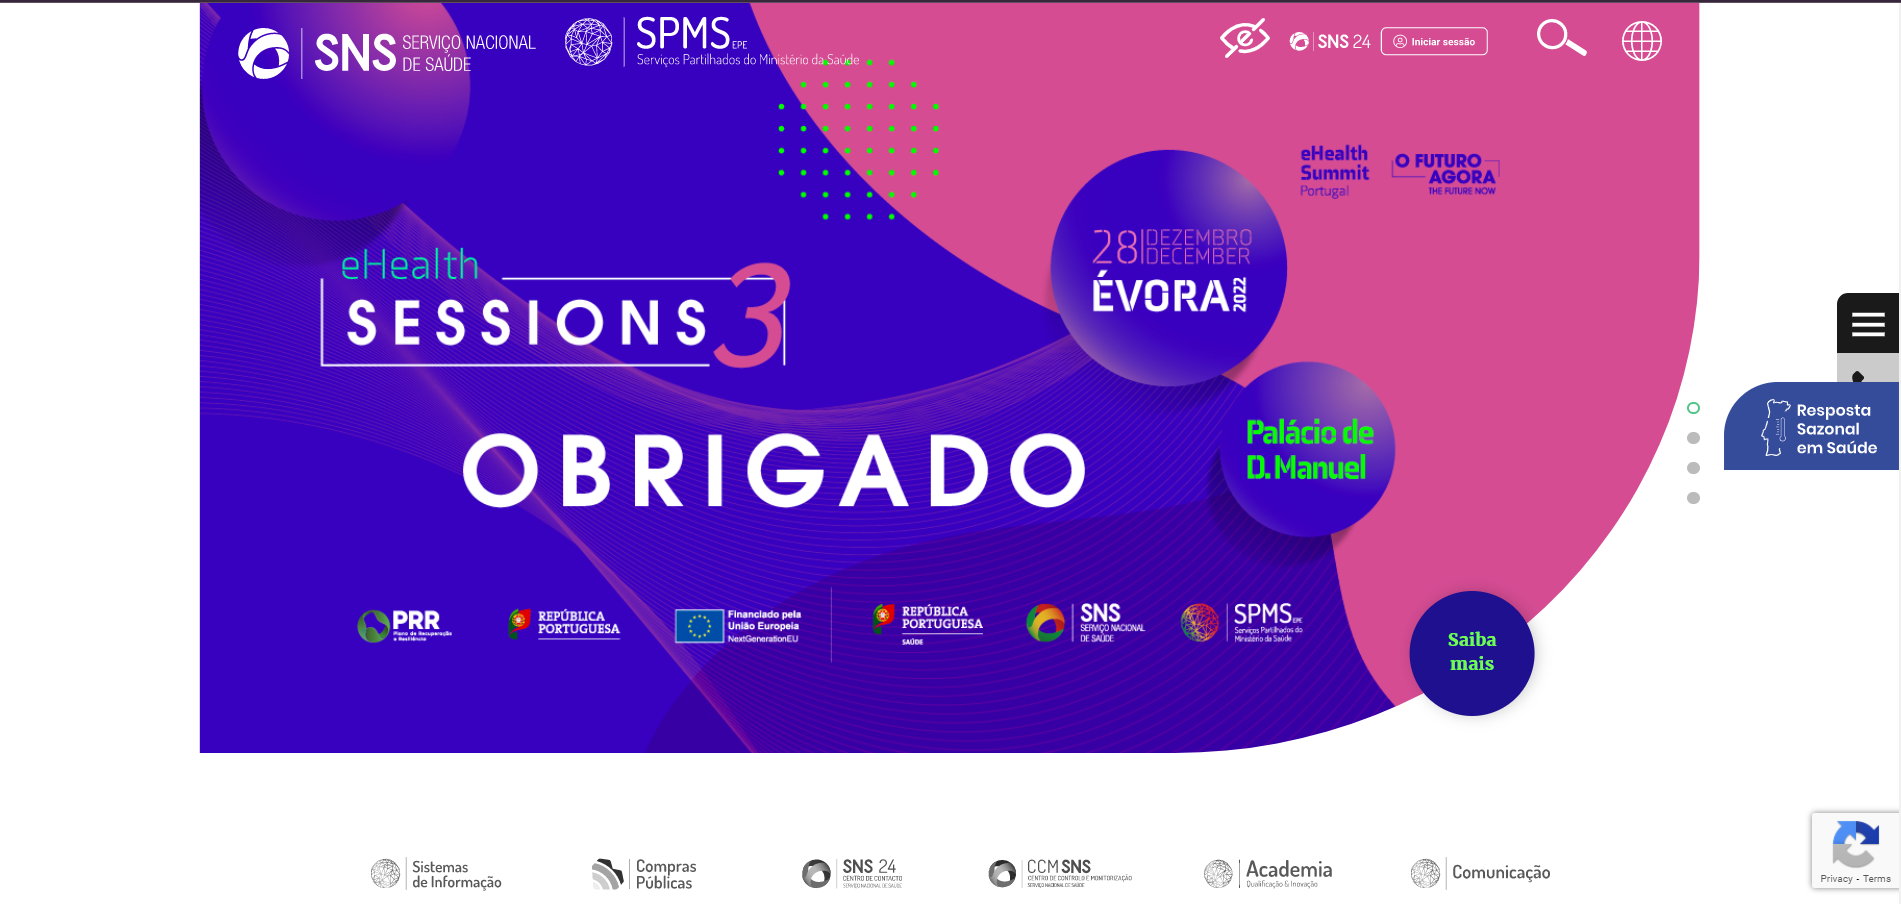 SNS SERVIÇO NACIONAL
DE SAÚDE
SPMS EPE
Serviços Partilhados do Ministério da Saúde
SNS 24
Iniciar sessão
eHealth
Summit
Portugal
O FUTURO
AGORA
THE FUTURE NOW
28 DEZEMBRO
DECEMBER
ÉVORA 2022
eHealth
SESSIONS 3
Palácio de
D. Manuel
OBRIGADO
Resposta
Sazonal
em Saúde
PRR
Plano de Recuperação
e Resiliência
REPÚBLICA
PORTUGUESA
Financiado pela
União Europeia
NextGenerationEU
REPÚBLICA
PORTUGUESA
SAÚDE
SNS
SERVIÇO NACIONAL
DE SAÚDE
SPMS EPE
Serviços Partilhados do
Ministério da Saúde
Saiba
mais
Sistemas
de Informação
Compras
Públicas
SNS 24
CENTRO DE CONTACTO
SERVIÇO NACIONAL DE SAÚDE
CCM SNS
CENTRO DE CONTROLO E MONITORIZAÇÃO
SERVIÇO NACIONAL DE SAÚDE
Academia
Qualificação & Inovação
Comunicação
Privacy - Terms